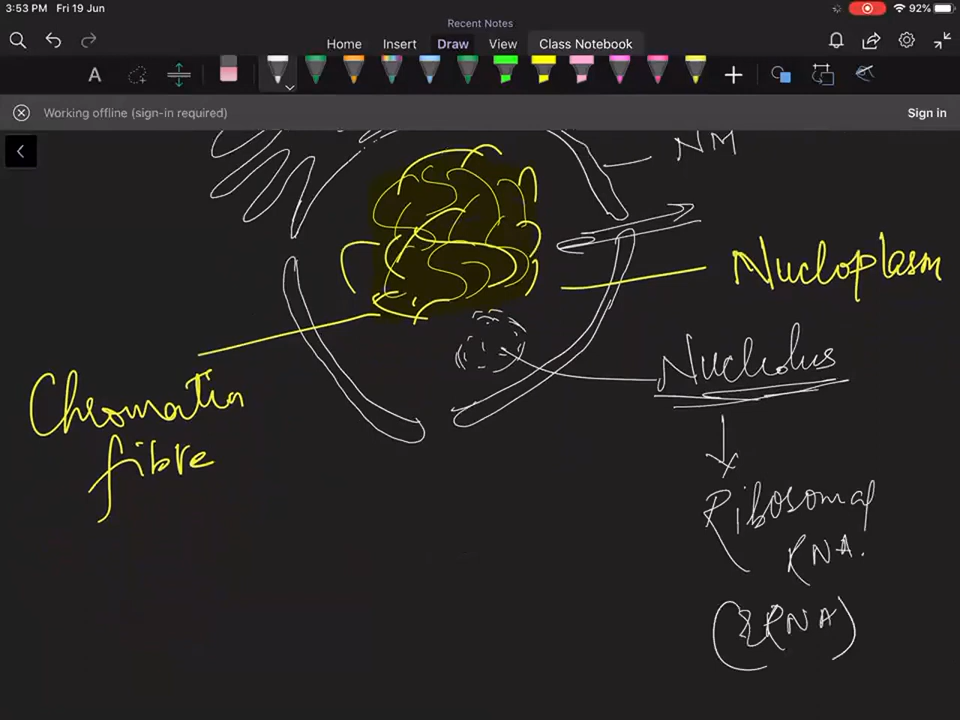 3:53 PM Fri 19 Jun
92%
Recent Notes
Home Insert Draw View Class Notebook
A
Working offline (sign-in required)
Sign in
NM
Nucloplasm
Nucleolus
Chromatin
fibre
Ribosomal
RNA.